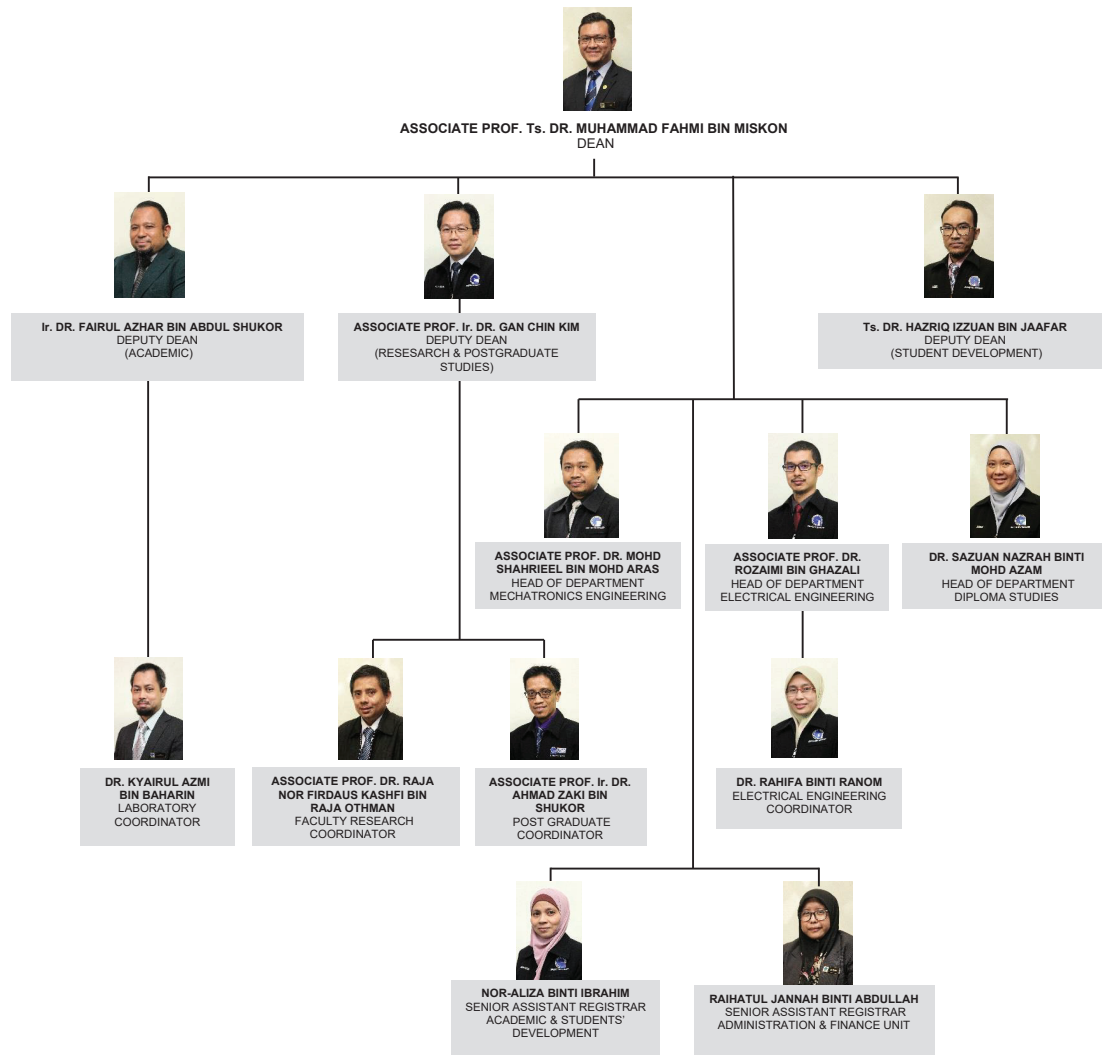 ASSOCIATE PROF. Ts. DR. MUHAMMAD FAHMI BIN MISKON
DEAN
Ir. DR. FAIRUL AZHAR BIN ABDUL SHUKOR
DEPUTY DEAN
(ACADEMIC)
ASSOCIATE PROF. Ir. DR. GAN CHIN KIM
DEPUTY DEAN
(RESESARCH & POSTGRADUATE
STUDIES)
Ts. DR. HAZRIQ IZZUAN BIN JAAFAR
DEPUTY DEAN
(STUDENT DEVELOPMENT)
ASSOCIATE PROF. DR. MOHD
SHAHRIEEL BIN MOHD ARAS
HEAD OF DEPARTMENT
MECHATRONICS ENGINEERING
ASSOCIATE PROF. DR.
ROZAIMI BIN GHAZALI
HEAD OF DEPARTMENT
ELECTRICAL ENGINEERING
DR. SAZUAN NAZRAH BINTI
MOHD AZAM
HEAD OF DEPARTMENT
DIPLOMA STUDIES
DR. KYAIRUL AZMI
BIN BAHARIN
LABORATORY
COORDINATOR
ASSOCIATE PROF. DR. RAJA
NOR FIRDAUS KASHFI BIN
RAJA OTHMAN
FACULTY RESEARCH
COORDINATOR
ASSOCIATE PROF. Ir. DR.
AHMAD ZAKI BIN
SHUKOR
POST GRADUATE
COORDINATOR
DR. RAHIFA BINTI RANOM
ELECTRICAL ENGINEERING
COORDINATOR
NOR-ALIZA BINTI IBRAHIM
SENIOR ASSISTANT REGISTRAR
ACADEMIC & STUDENTS'
DEVELOPMENT
RAIHATUL JANNAH BINTI ABDULLAH
SENIOR ASSISTANT REGISTRAR
ADMINISTRATION & FINANCE UNIT